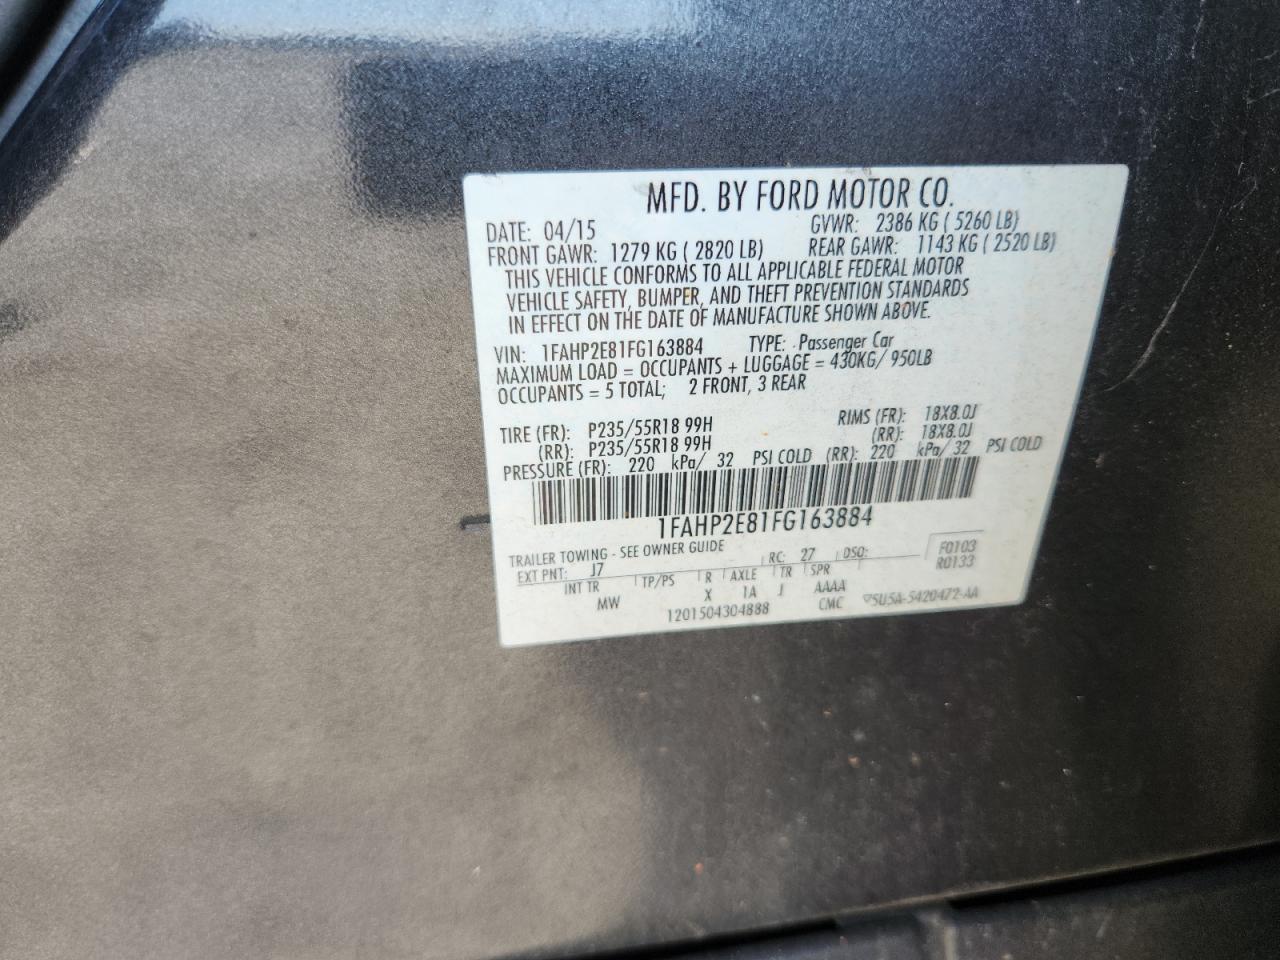 MFD. BY FORD MOTOR CO.
DATE: 04/15 GVWR: 2386 KG ( 5260 LB)
FRONT GAWR: 1279 KG ( 2820 LB) REAR GAWR: 1143 KG ( 2520 LB)
THIS VEHICLE CONFORMS TO ALL APPLICABLE FEDERAL MOTOR
VEHICLE SAFETY, BUMPER, AND THEFT PREVENTION STANDARDS
IN EFFECT ON THE DATE OF MANUFACTURE SHOWN ABOVE.
VIN: 1FAHP2E81FG163884 TYPE: Passenger Car
MAXIMUM LOAD = OCCUPANTS + LUGGAGE = 430KG/ 950LB
OCCUPANTS = 5 TOTAL; 2 FRONT, 3 REAR
TIRE (FR): P235/55R18 99H RIMS (FR): 18X8.0J
(RR): P235/55R18 99H (RR): 18X8.0J
PRESSURE (FR): 220 kPa/ 32 PSI COLD (RR): 220 kPa/ 32 PSI COLD
1FAHP2E81FG163884
TRAILER TOWING - SEE OWNER GUIDE
EXT PNT: J7 RC: 27 DSO: F0103
R0133
INT TR TP/PS R AXLE TR SPR
MW X 1A J AAAA
1201504304888 CMC 5U5A-5420472-AA